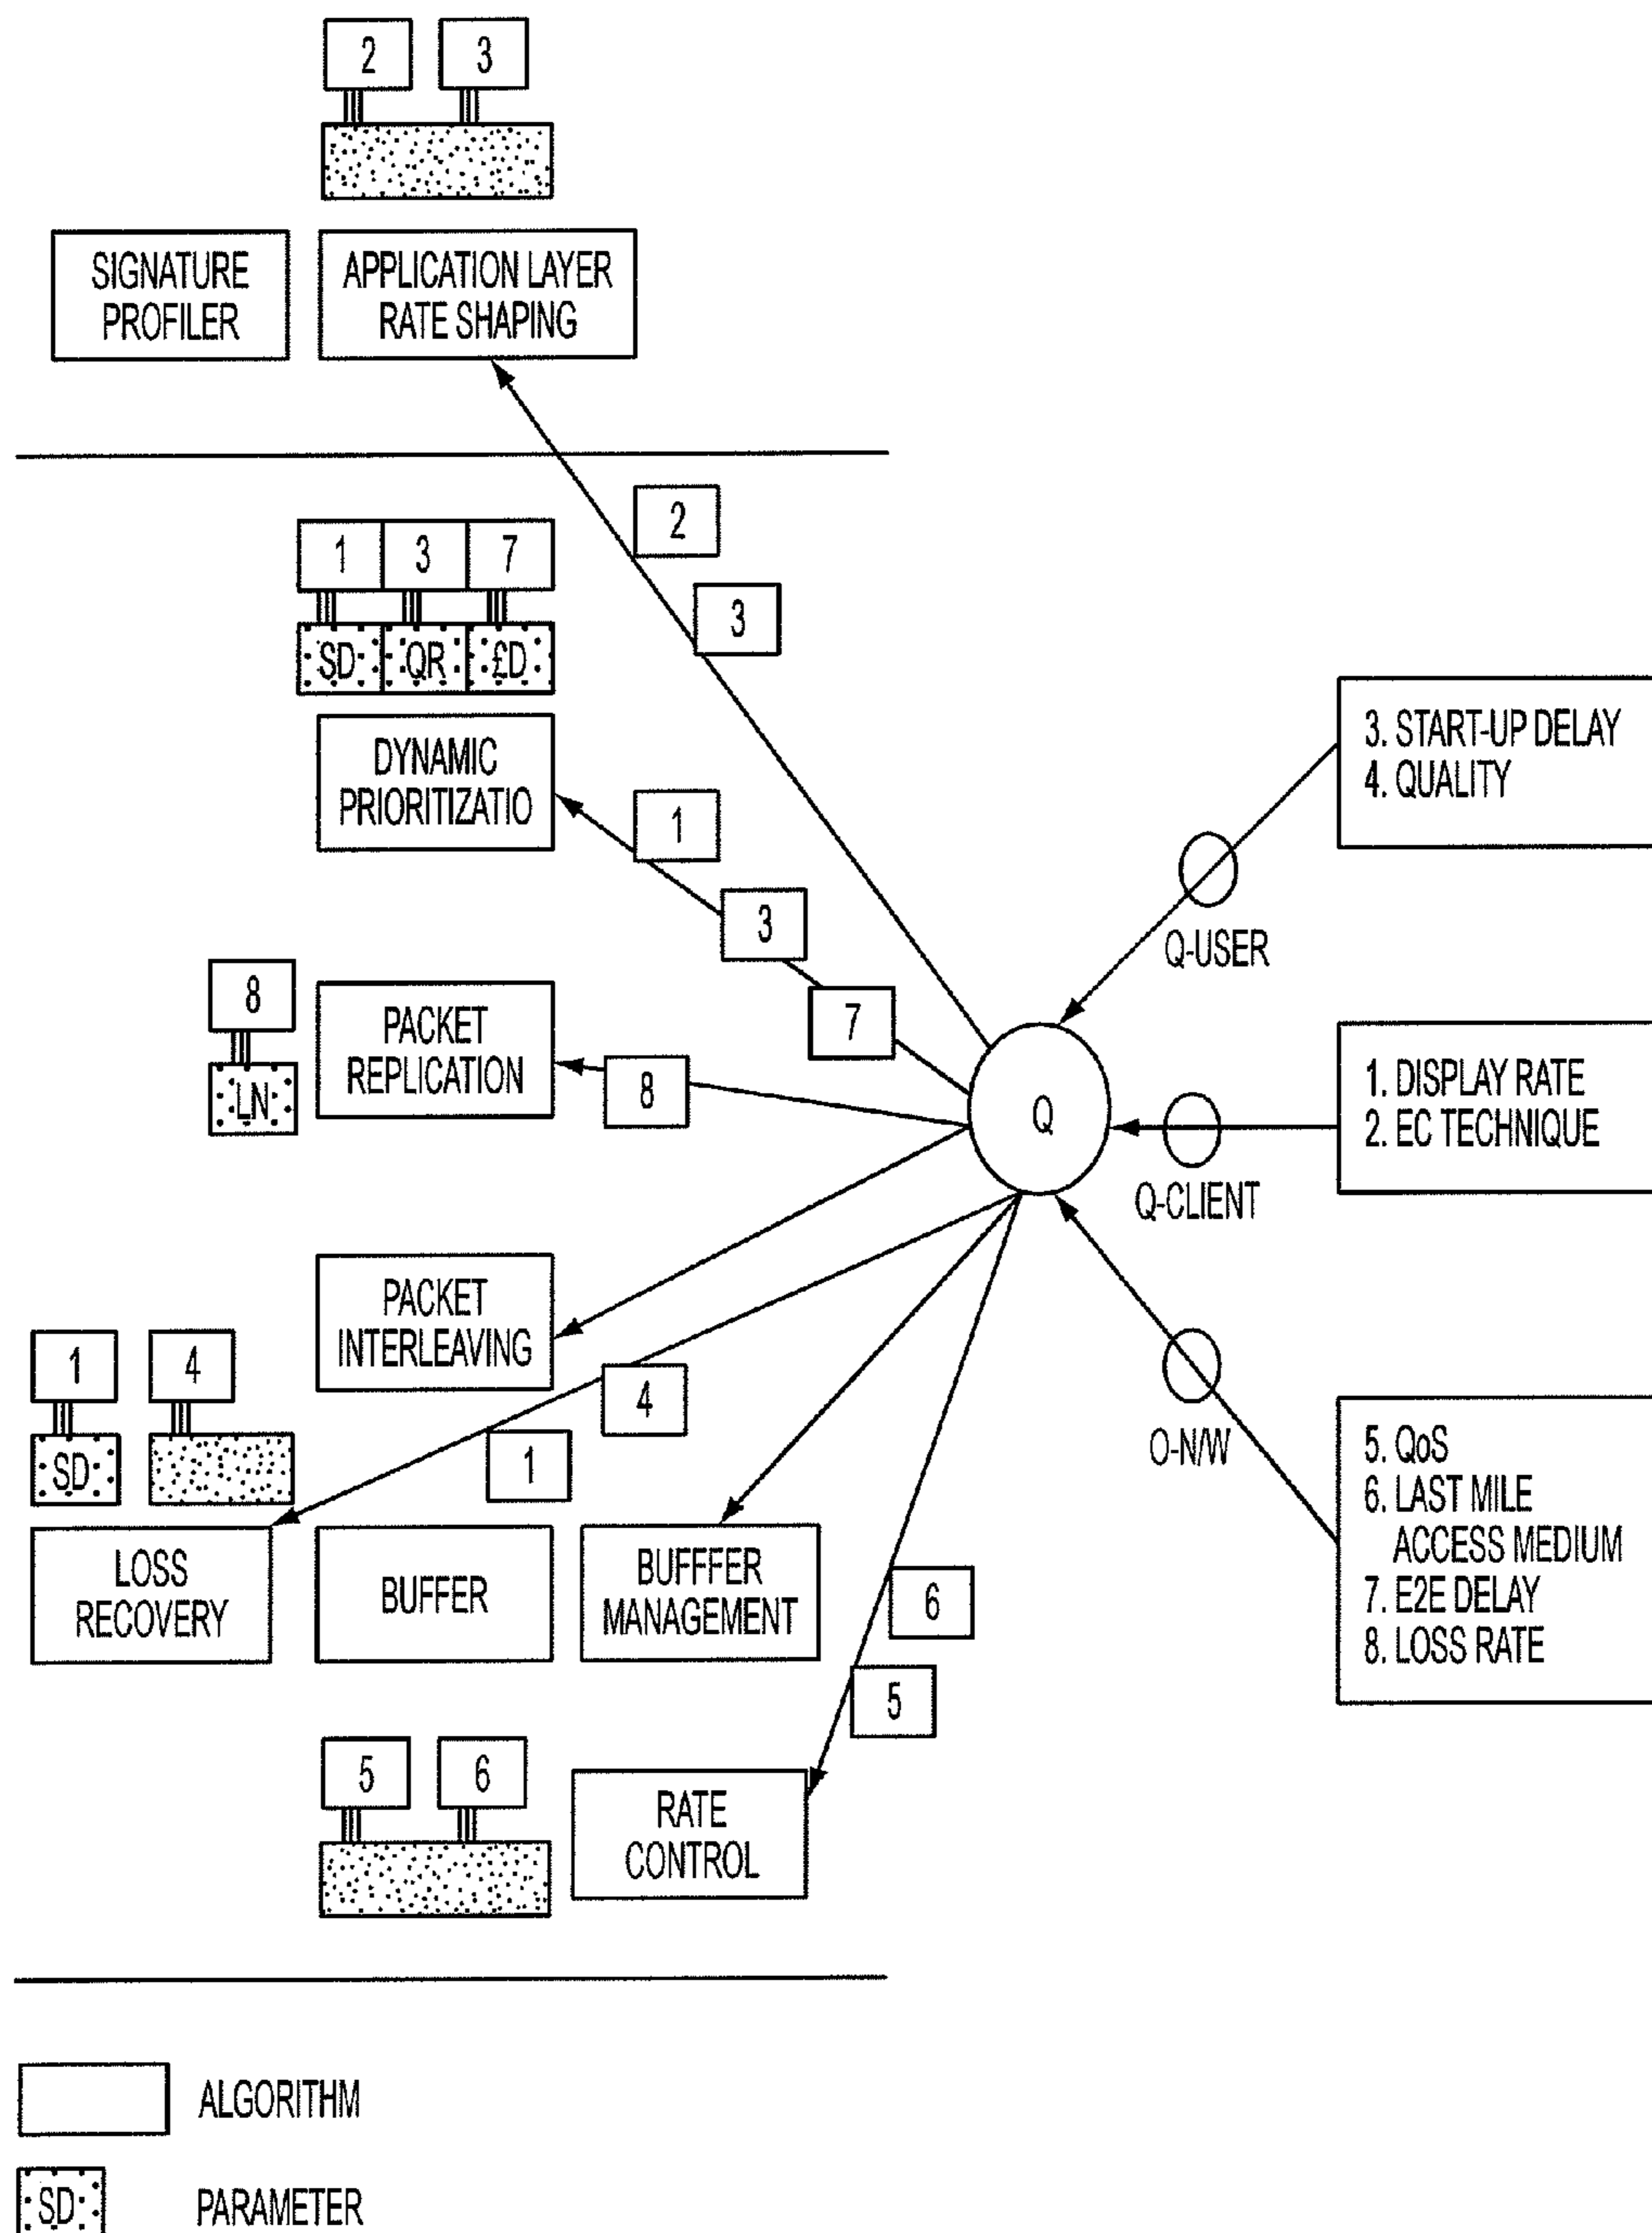 2
3
SIGNATURE
PROFILER
APPLICATION LAYER
RATE SHAPING
2
3
1
3
7
SD
QR
£D
DYNAMIC
PRIORITIZATIO
1
3
7
3. START-UP DELAY
4. QUALITY
Q-USER
8
LN
PACKET
REPLICATION
8
Q
1. DISPLAY RATE
2. EC TECHNIQUE
Q-CLIENT
PACKET
INTERLEAVING
1
4
SD
4
1
O-N/W
5. QoS
6. LAST MILE
ACCESS MEDIUM
7. E2E DELAY
8. LOSS RATE
LOSS
RECOVERY
BUFFER
BUFFFER
MANAGEMENT
6
5
5
6
RATE
CONTROL
ALGORITHM
SD
PARAMETER